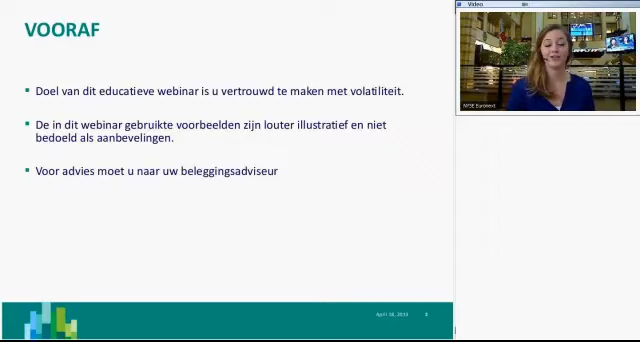 VOORAF
Doel van dit educatieve webinar is u vertrouwd te maken met volatiliteit.
De in dit webinar gebruikte voorbeelden zijn louter illustratief en niet
bedoeld als aanbevelingen.
Voor advies moet u naar uw beleggingsadviseur
Video
NYSE Euronext